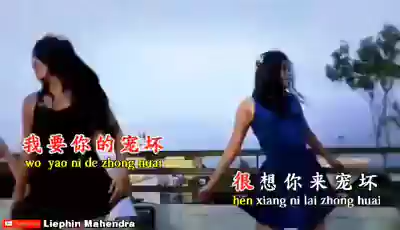 我要你的宠坏
wo yao ni de zhong huai
很想你来宠坏
hen xiang ni lai zhong huai
Liephin Mahendra